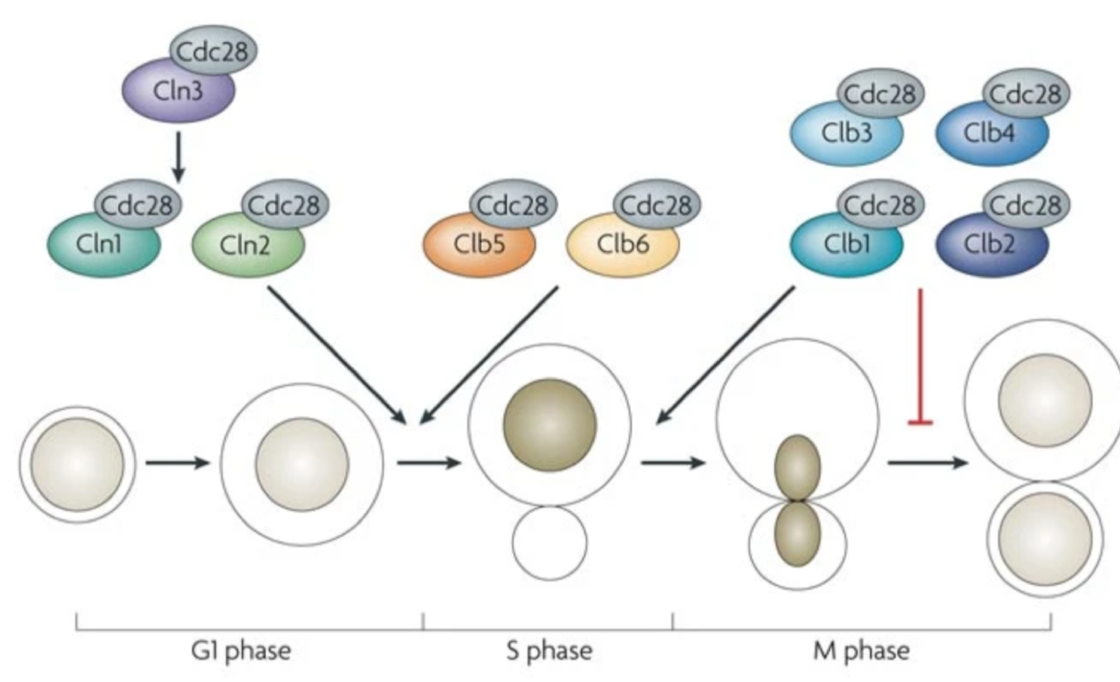 Cdc28
Cln3
Cdc28
Cln1
Cdc28
Cln2
Cdc28
Clb5
Cdc28
Clb6
Cdc28
Clb3
Cdc28
Clb4
Cdc28
Clb1
Cdc28
Clb2
G1 phase
S phase
M phase